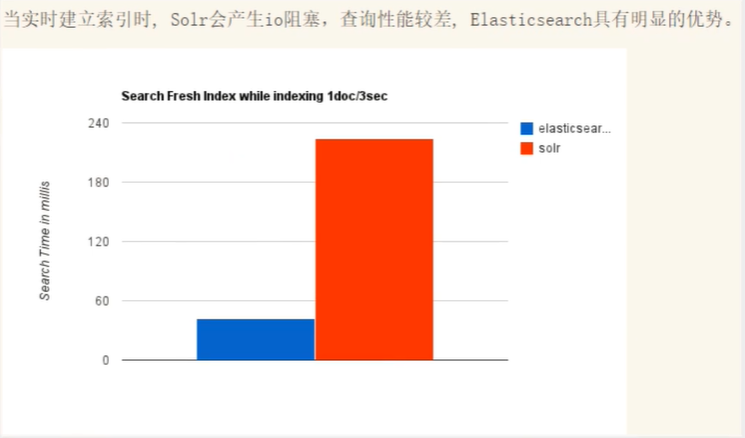 当实时建立索引时, Solr会产生io阻塞，查询性能较差, Elasticsearch具有明显的优势。
Search Fresh Index while indexing 1doc/3sec
240
180
120
60
0
Search Time in millis
elasticsear...
solr